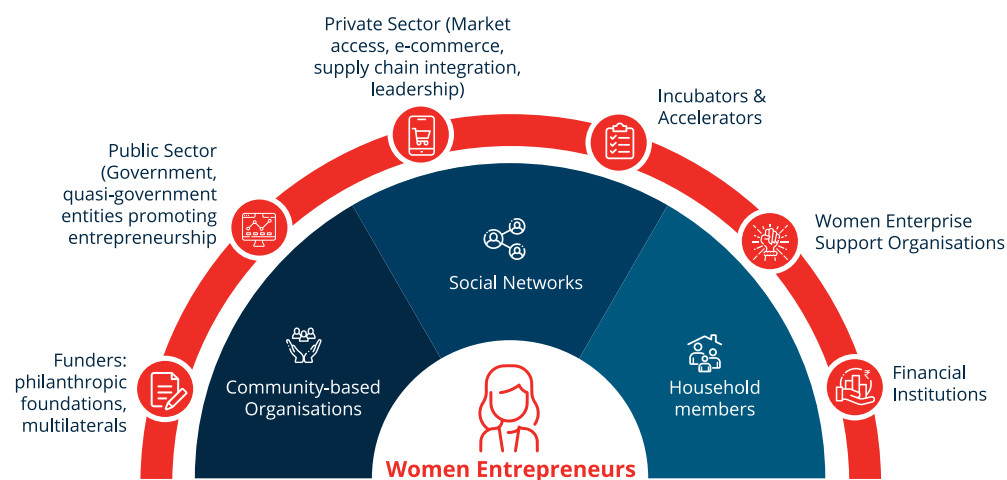 Private Sector (Market
access, e-commerce,
supply chain integration,
leadership)
Incubators &
Accelerators
Public Sector
(Government,
quasi-government
entities promoting
entrepreneurship
Women Enterprise
Support Organisations
Social Networks
Funders:
philanthropic
foundations,
multilaterals
Community-based
Organisations
Household
members
₹
Financial
Institutions
Women Entrepreneurs